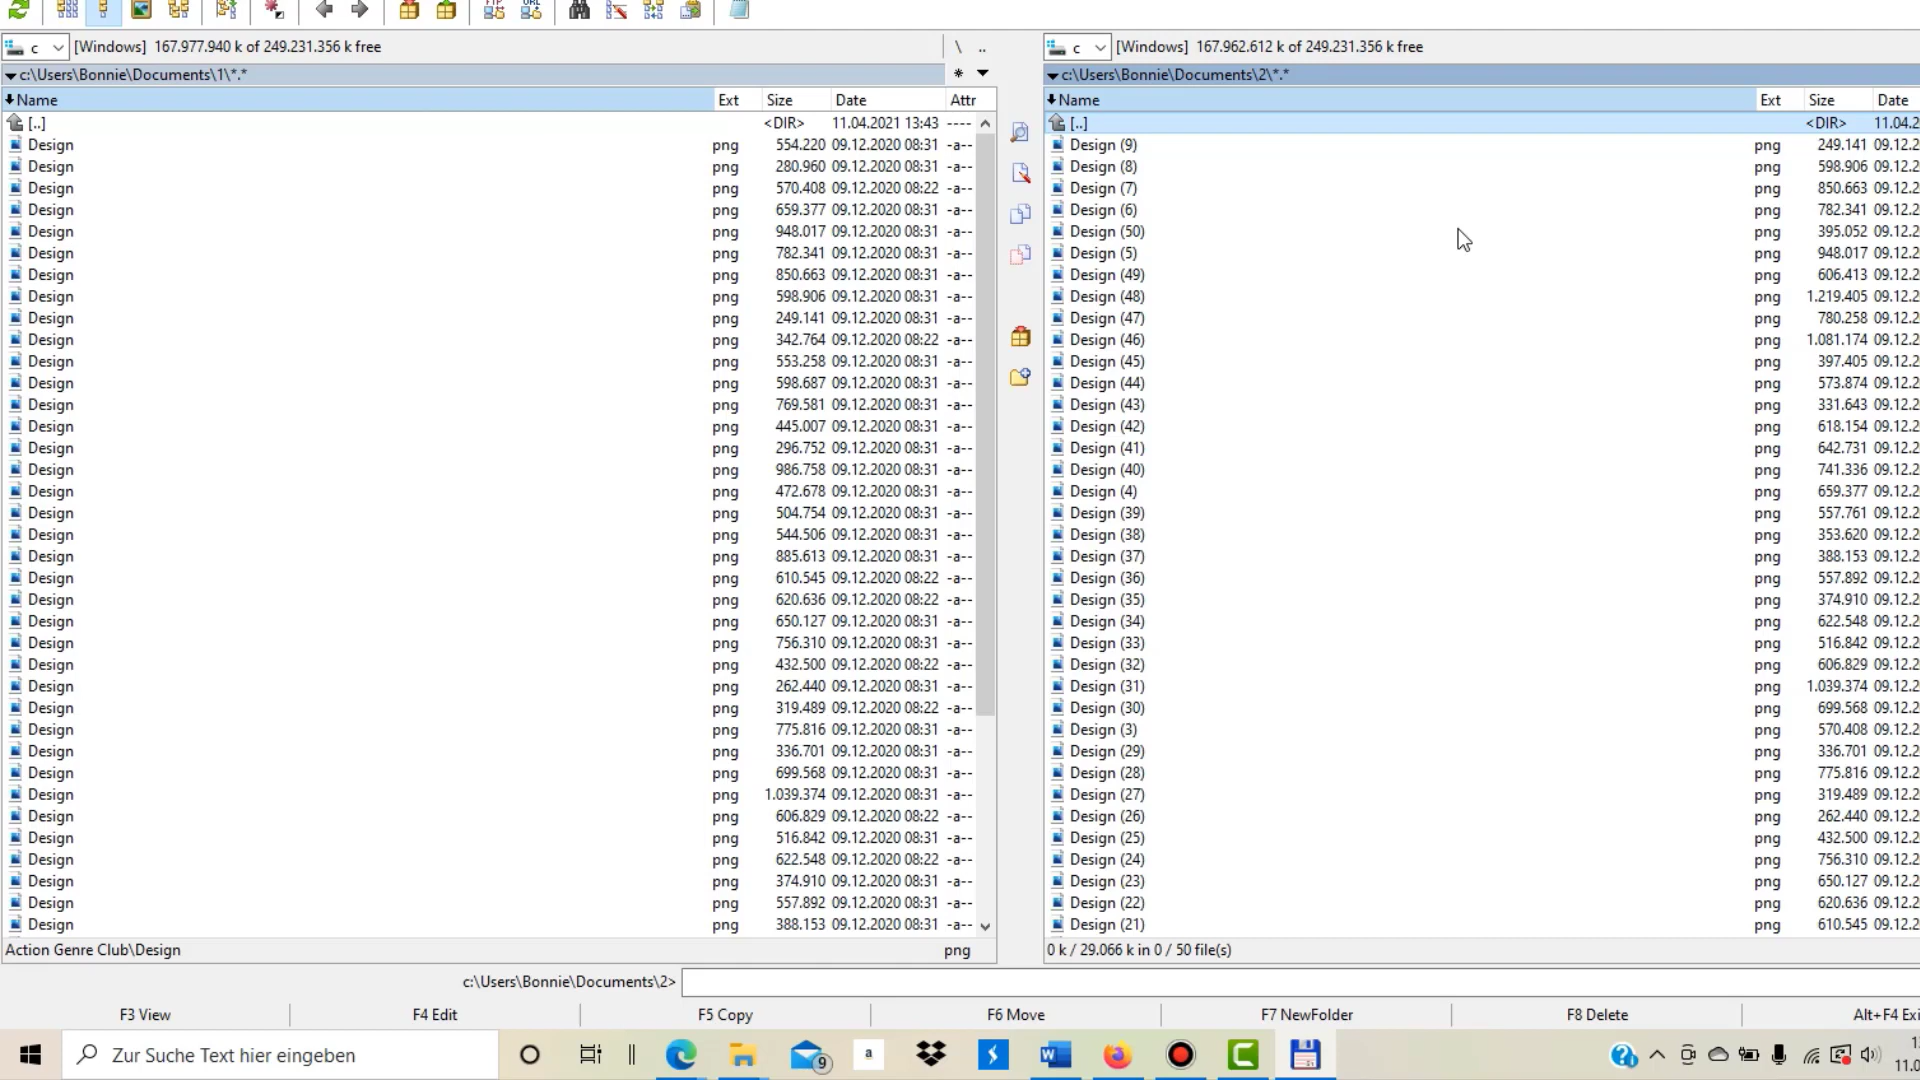 FTP URL
c [Windows] 167.977.940 k of 249.231.356 k free \ .. c [Windows] 167.962.612 k of 249.231.356 k free
c:\Users\Bonnie\Documents\1\*.* * c:\Users\Bonnie\Documents\2\*.*
Name Ext Size Date Attr Name Ext Size Date
[..] <DIR> 11.04.2021 13:43 ---- [..] <DIR> 11.04.2
Design png 554.220 09.12.2020 08:31 -a-- Design (9) png 249.141 09.12.2
Design png 280.960 09.12.2020 08:31 -a-- Design (8) png 598.906 09.12.2
Design png 570.408 09.12.2020 08:22 -a-- Design (7) png 850.663 09.12.2
Design png 659.377 09.12.2020 08:31 -a-- Design (6) png 782.341 09.12.2
Design png 948.017 09.12.2020 08:31 -a-- Design (50) png 395.052 09.12.2
Design png 782.341 09.12.2020 08:31 -a-- Design (5) png 948.017 09.12.2
Design png 850.663 09.12.2020 08:31 -a-- Design (49) png 606.413 09.12.2
Design png 598.906 09.12.2020 08:31 -a-- Design (48) png 1.219.405 09.12.2
Design png 249.141 09.12.2020 08:31 -a-- Design (47) png 780.258 09.12.2
Design png 342.764 09.12.2020 08:22 -a-- Design (46) png 1.081.174 09.12.2
Design png 553.258 09.12.2020 08:31 -a-- Design (45) png 397.405 09.12.2
Design png 598.687 09.12.2020 08:31 -a-- Design (44) png 573.874 09.12.2
Design png 769.581 09.12.2020 08:31 -a-- Design (43) png 331.643 09.12.2
Design png 445.007 09.12.2020 08:31 -a-- Design (42) png 618.154 09.12.2
Design png 296.752 09.12.2020 08:31 -a-- Design (41) png 642.731 09.12.2
Design png 986.758 09.12.2020 08:31 -a-- Design (40) png 741.336 09.12.2
Design png 472.678 09.12.2020 08:31 -a-- Design (4) png 659.377 09.12.2
Design png 504.754 09.12.2020 08:31 -a-- Design (39) png 557.761 09.12.2
Design png 544.506 09.12.2020 08:31 -a-- Design (38) png 353.620 09.12.2
Design png 885.613 09.12.2020 08:31 -a-- Design (37) png 388.153 09.12.2
Design png 610.545 09.12.2020 08:22 -a-- Design (36) png 557.892 09.12.2
Design png 620.636 09.12.2020 08:22 -a-- Design (35) png 374.910 09.12.2
Design png 650.127 09.12.2020 08:31 -a-- Design (34) png 622.548 09.12.2
Design png 756.310 09.12.2020 08:31 -a-- Design (33) png 516.842 09.12.2
Design png 432.500 09.12.2020 08:22 -a-- Design (32) png 606.829 09.12.2
Design png 262.440 09.12.2020 08:31 -a-- Design (31) png 1.039.374 09.12.2
Design png 319.489 09.12.2020 08:22 -a-- Design (30) png 699.568 09.12.2
Design png 775.816 09.12.2020 08:31 -a-- Design (3) png 570.408 09.12.2
Design png 336.701 09.12.2020 08:31 -a-- Design (29) png 336.701 09.12.2
Design png 699.568 09.12.2020 08:31 -a-- Design (28) png 775.816 09.12.2
Design png 1.039.374 09.12.2020 08:31 -a-- Design (27) png 319.489 09.12.2
Design png 606.829 09.12.2020 08:22 -a-- Design (26) png 262.440 09.12.2
Design png 516.842 09.12.2020 08:31 -a-- Design (25) png 432.500 09.12.2
Design png 622.548 09.12.2020 08:22 -a-- Design (24) png 756.310 09.12.2
Design png 374.910 09.12.2020 08:31 -a-- Design (23) png 650.127 09.12.2
Design png 557.892 09.12.2020 08:31 -a-- Design (22) png 620.636 09.12.2
Design png 388.153 09.12.2020 08:31 -a-- Design (21) png 610.545 09.12.2
Action Genre Club\Design png 0 k / 29.066 k in 0 / 50 file(s)
c:\Users\Bonnie\Documents\2>
F3 View F4 Edit F5 Copy F6 Move F7 NewFolder F8 Delete Alt+F4 Exi
Zur Suche Text hier eingeben 9 a W
11.0